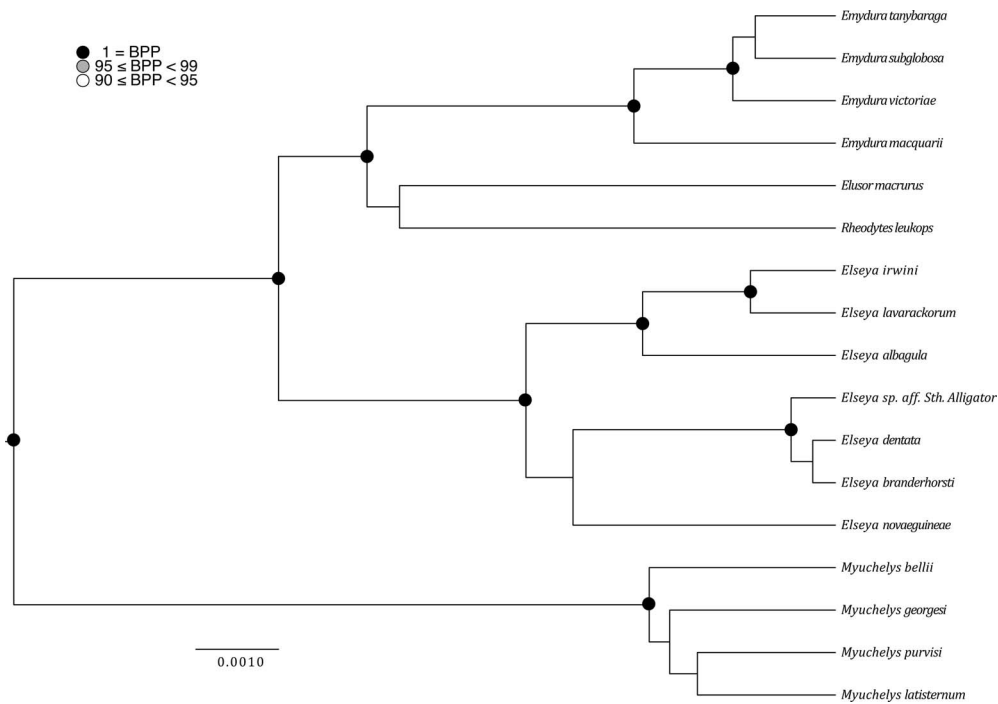 1 = BPP
95 ≤ BPP < 99
90 ≤ BPP < 95
Emydura tanybaraga
Emydura subglobosa
Emydura victoriae
Emydura macquarii
Elusor macrurus
Rheodytes leukops
Elseya irwini
Elseya lavarackorum
Elseya albagula
Elseya sp. aff. Sth. Alligator
Elseya dentata
Elseya branderhorsti
Elseya novaeguineae
Myuchelys bellii
Myuchelys georgesi
Myuchelys purvisi
Myuchelys latisternum
0.0010